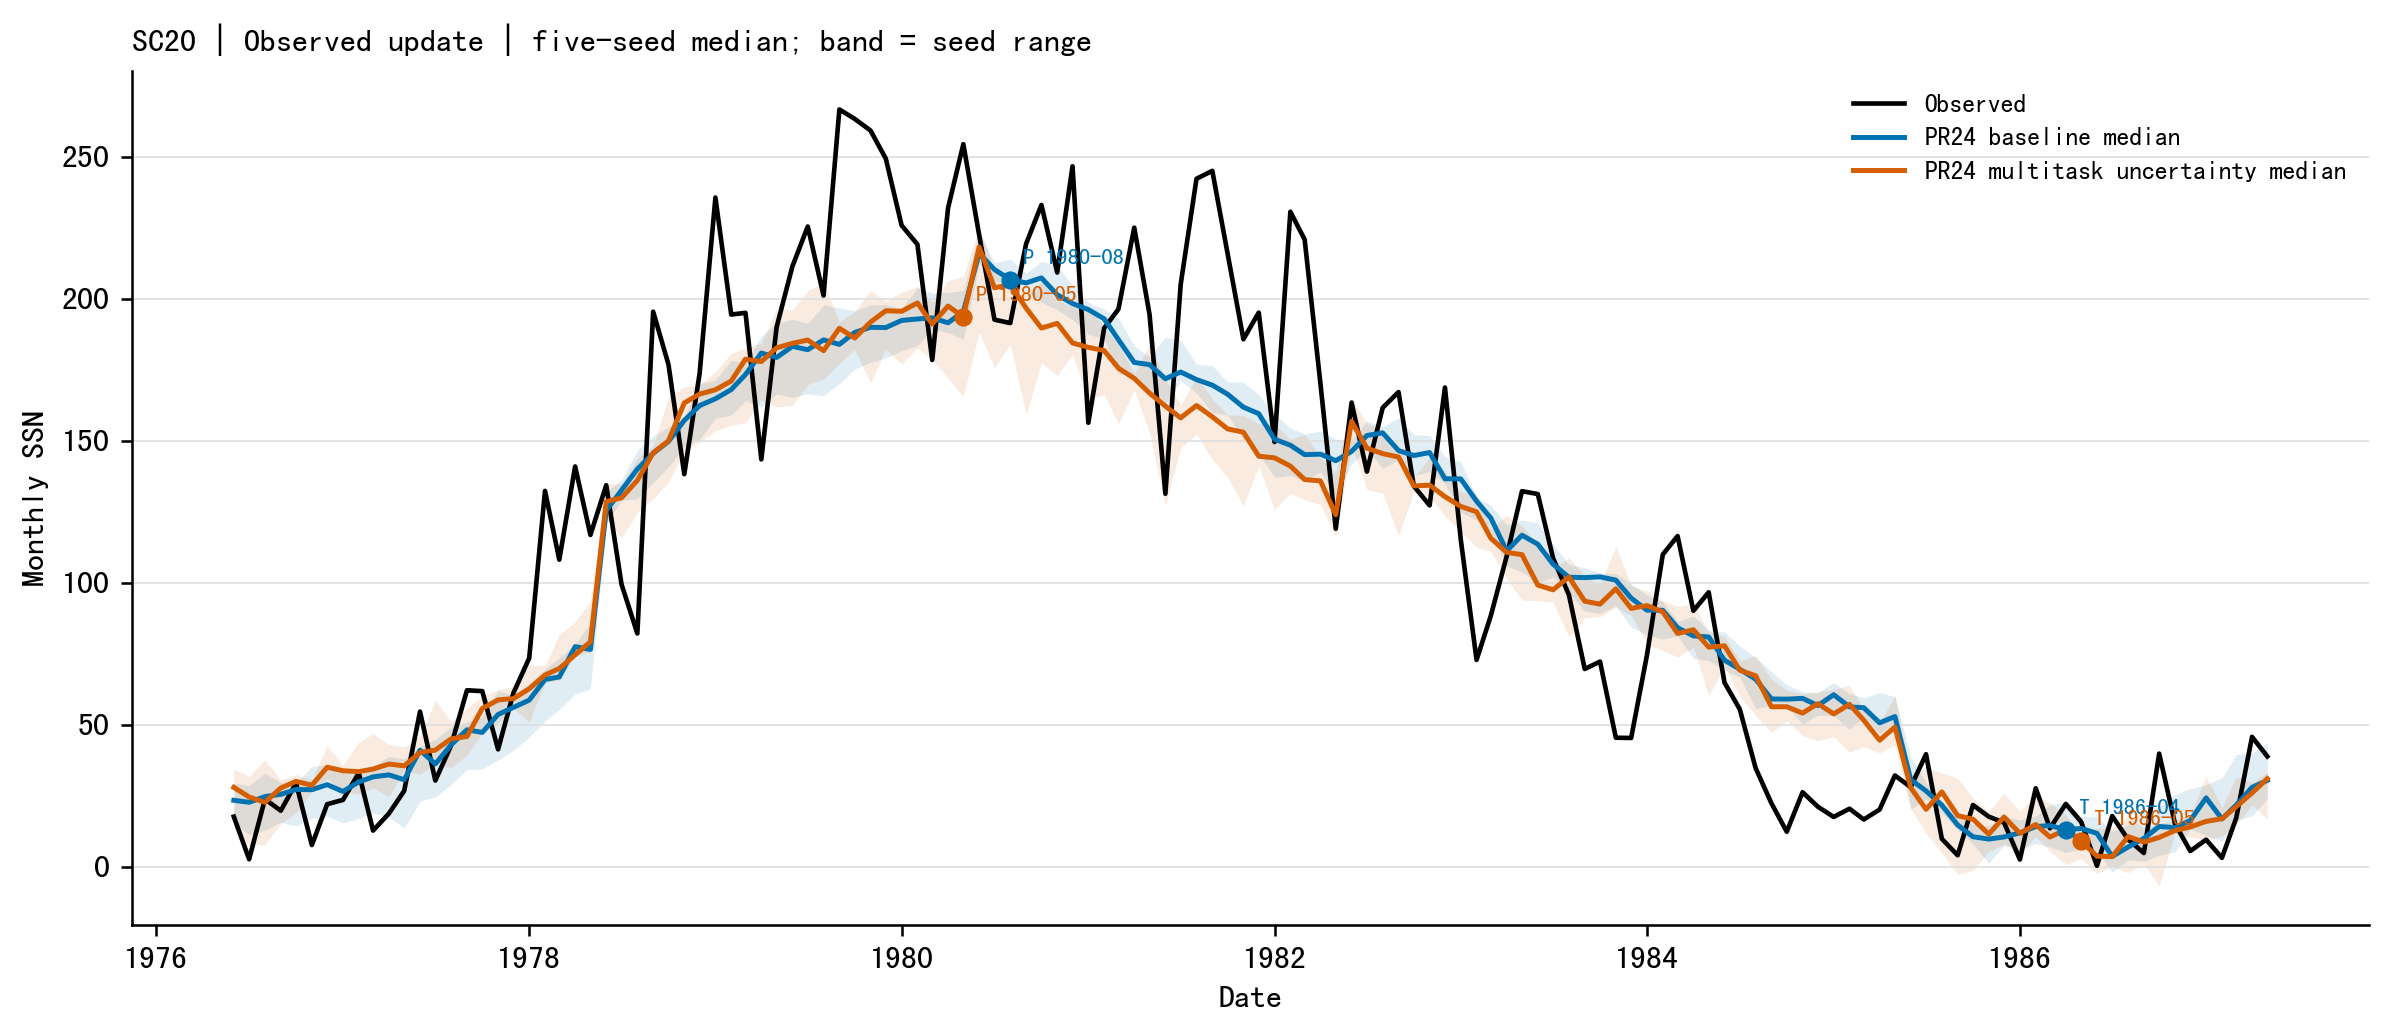 SC20 | Observed update | five-seed median; band = seed range
Observed
PR24 baseline median
PR24 multitask uncertainty median
250
200
150
100
50
0
Monthly SSN
P 1980-08
P 1980-05
T 1986-04
T 1986-05
1976
1978
1980
1982
1984
1986
Date